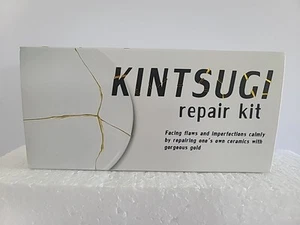 KINTSUGI
repair kit
Facing flaws and imperfections calmly
by repairing one's own ceramics with
gorgeous gold